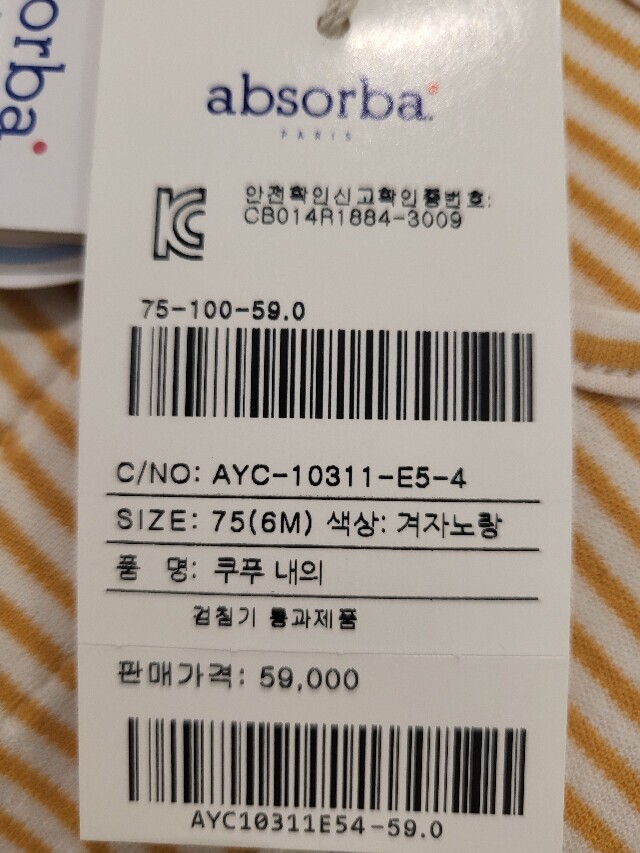 orba
absorba
PARIS
안전확인신고확인증번호:
CB014R1884-3009
75-100-59.0
C/NO: AYC-10311-E5-4
SIZE: 75(6M) 색상: 겨자노랑
품 명: 쿠푸 내의
검침기 통과제품
판매가격: 59,000
AYC10311E54-59.0